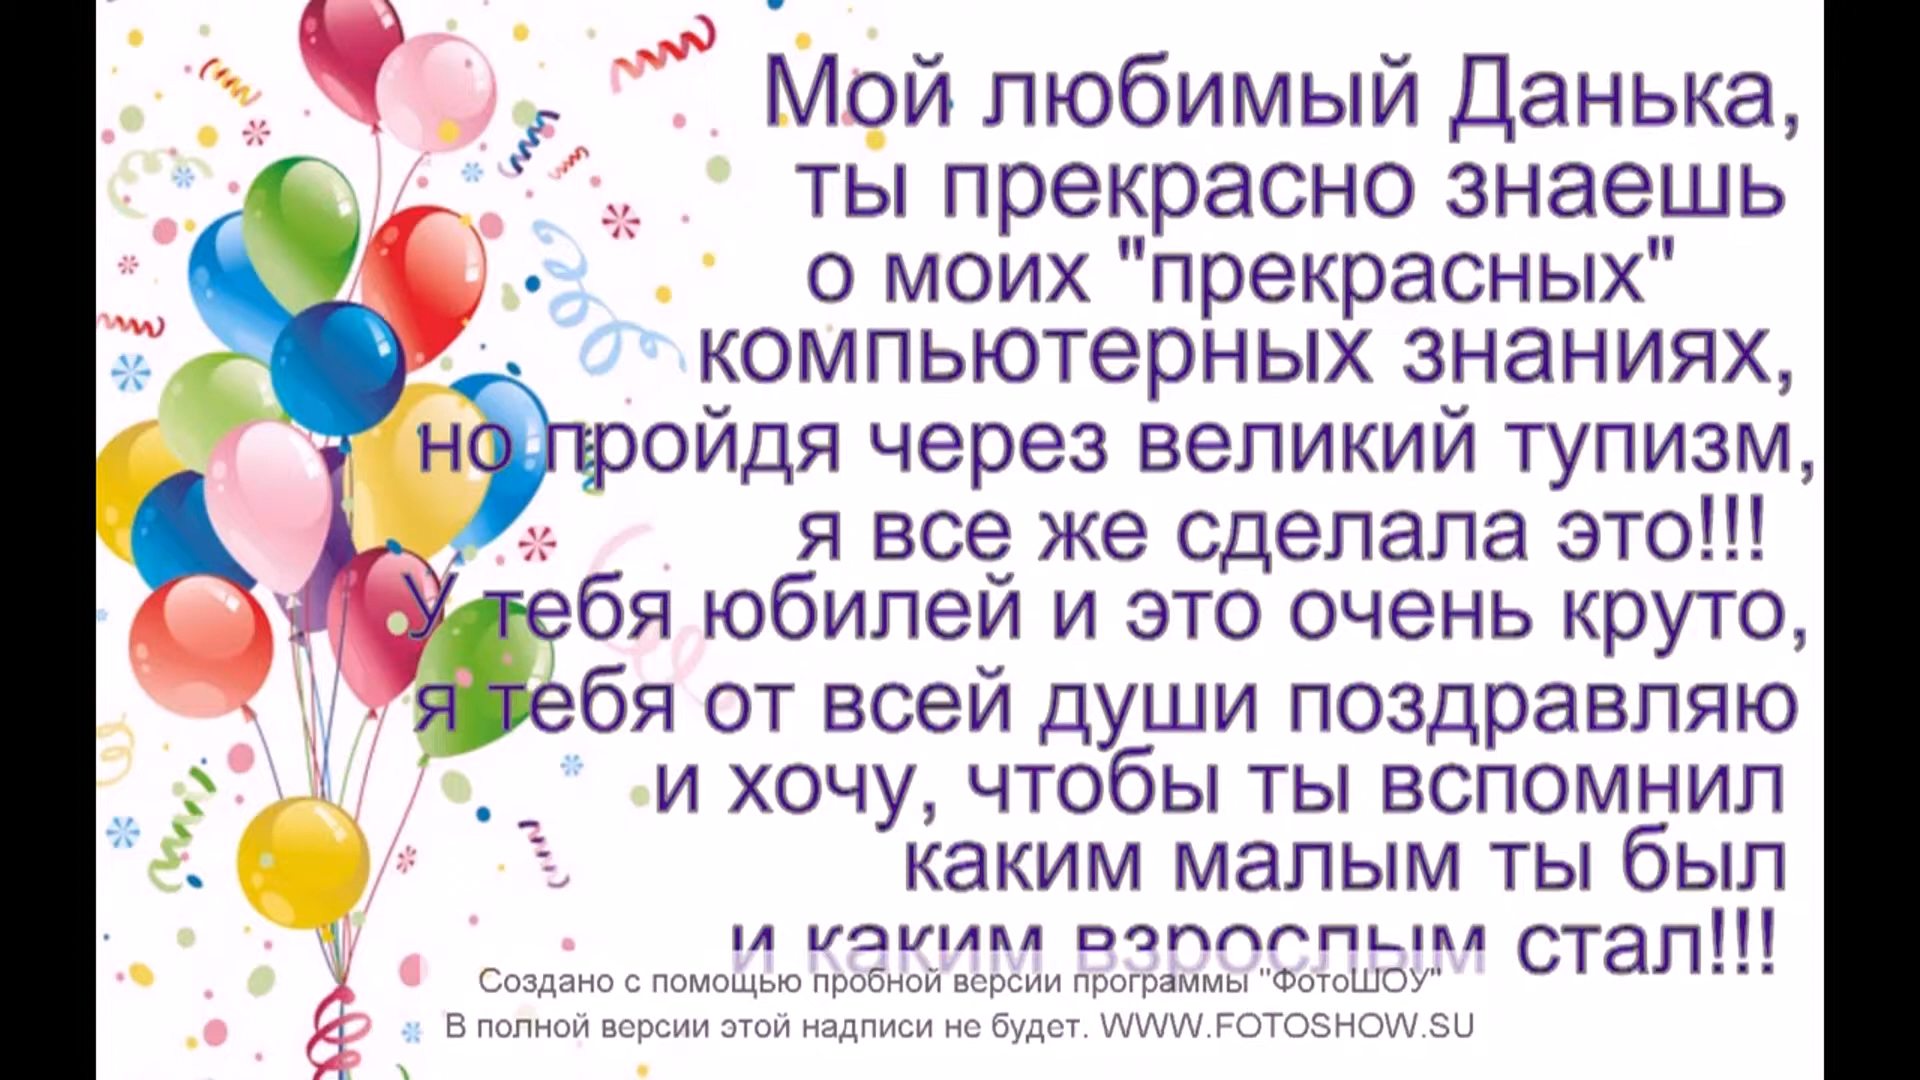 Мой любимый Данька,
ты прекрасно знаешь
о моих "прекрасных"
компьютерных знаниях,
но пройдя через великий тупизм,
я все же сделала это!!!
У тебя юбилей и это очень круто,
я тебя от всей души поздравляю
и хочу, чтобы ты вспомнил
каким малым ты был
и каким взрослым стал!!!
Создано с помощью пробной версии программы "ФотоШОУ"
В полной версии этой надписи не будет. WWW.FOTOSHOW.SU